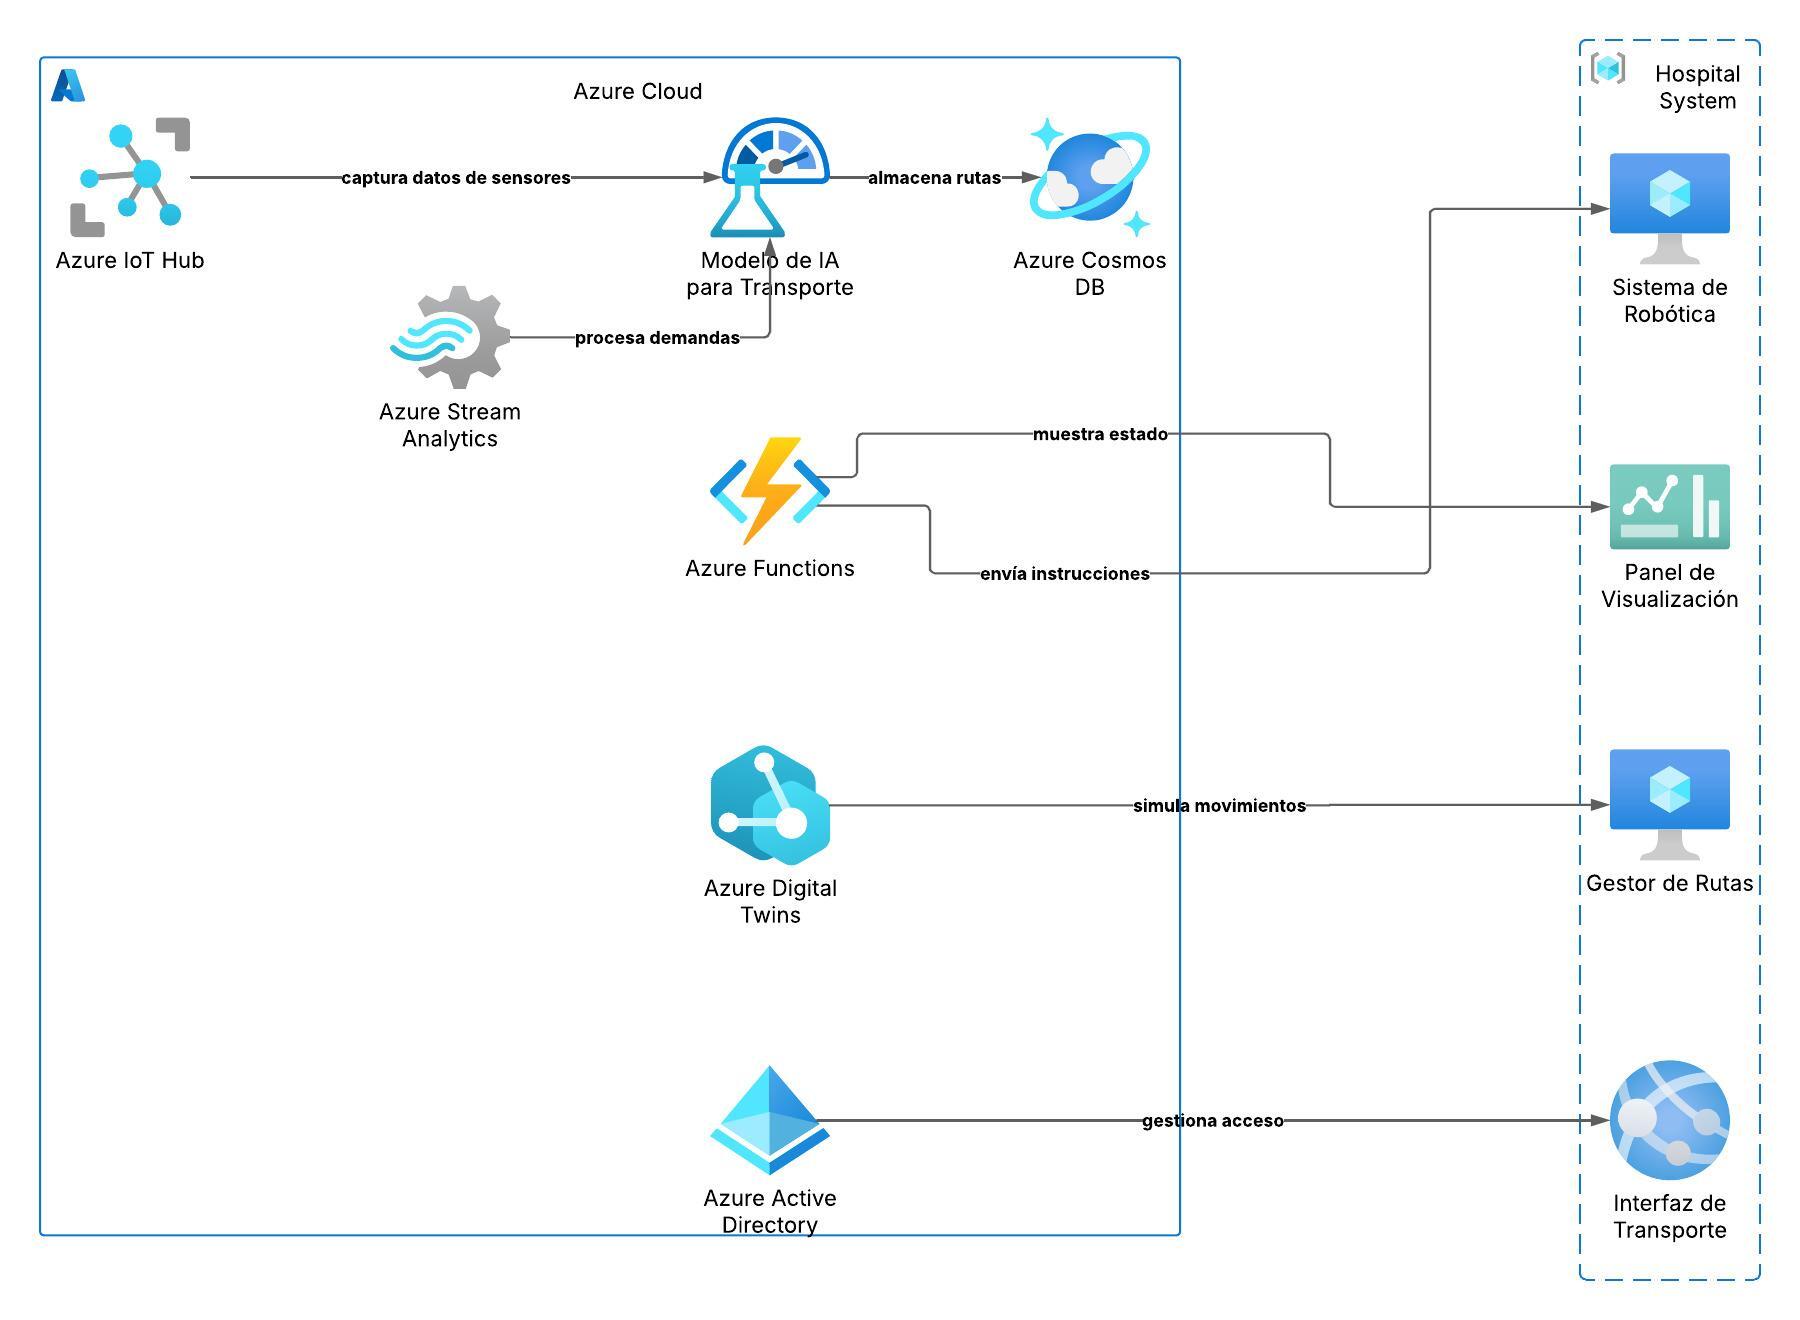 Azure Cloud
Hospital
System
captura datos de sensores
almacena rutas
Azure IoT Hub
Modelo de IA
para Transporte
Azure Cosmos
DB
Sistema de
Robótica
procesa demandas
Azure Stream
Analytics
muestra estado
Azure Functions
envía instrucciones
Panel de
Visualización
simula movimientos
Azure Digital
Twins
Gestor de Rutas
gestiona acceso
Azure Active
Directory
Interfaz de
Transporte